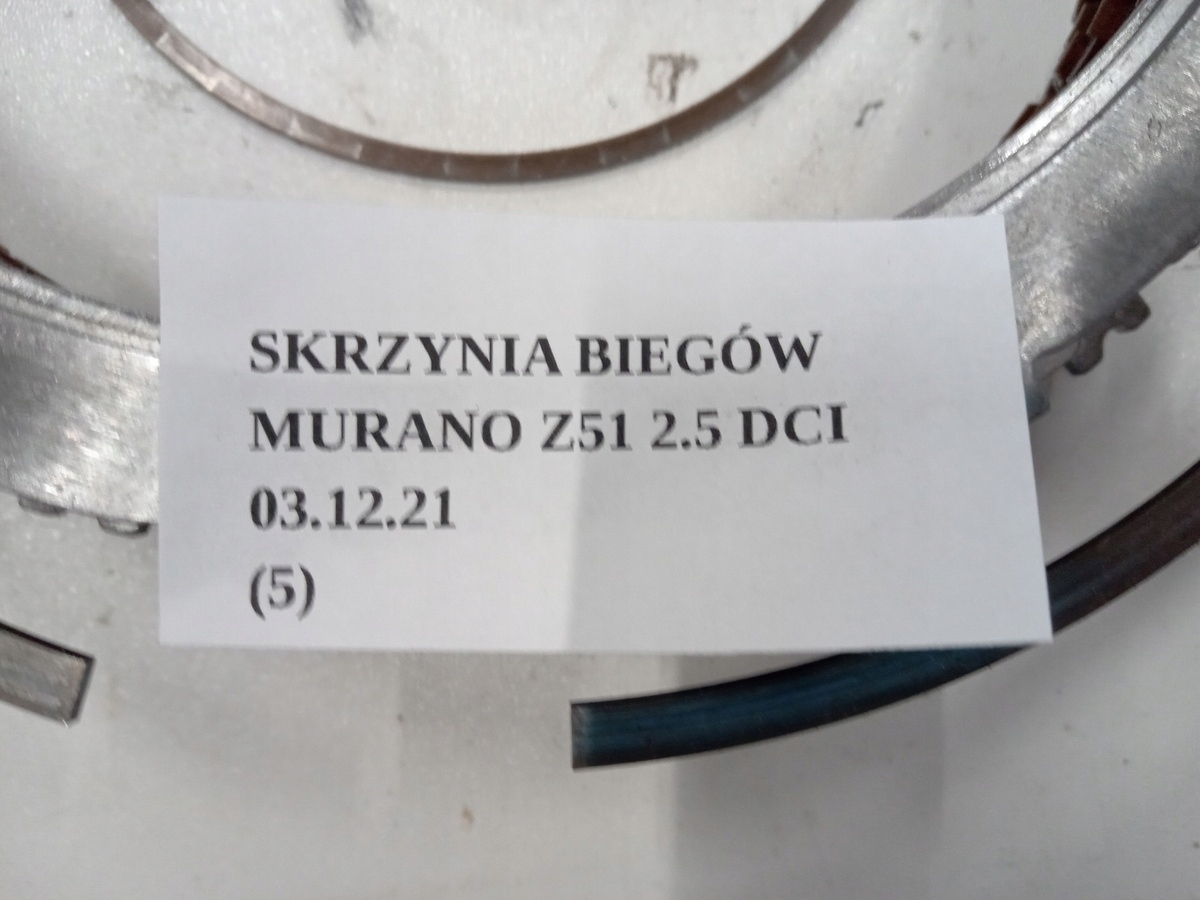 SKRZYNIA BIEGÓW
MURANO Z51 2.5 DCI
03.12.21
(5)